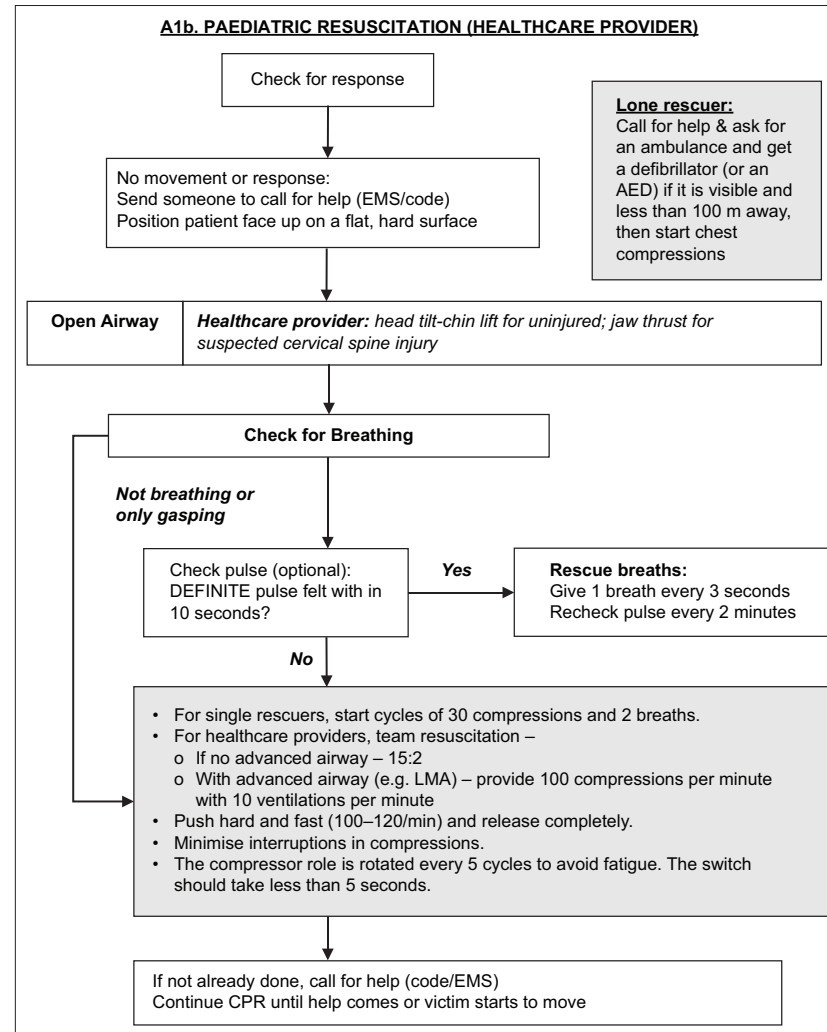 A1b. PAEDIATRIC RESUSCITATION (HEALTHCARE PROVIDER)
Check for response
Lone rescuer:
Call for help & ask for
an ambulance and get
a defibrillator (or an
AED) if it is visible and
less than 100 m away,
then start chest
compressions
No movement or response:
Send someone to call for help (EMS/code)
Position patient face up on a flat, hard surface
Open Airway
Healthcare provider: head tilt-chin lift for uninjured; jaw thrust for
suspected cervical spine injury
Check for Breathing
Not breathing or
only gasping
Check pulse (optional):
DEFINITE pulse felt with in
10 seconds?
Yes
Rescue breaths:
Give 1 breath every 3 seconds
Recheck pulse every 2 minutes
No
• For single rescuers, start cycles of 30 compressions and 2 breaths.
• For healthcare providers, team resuscitation –
o If no advanced airway – 15:2
o With advanced airway (e.g. LMA) – provide 100 compressions per minute
with 10 ventilations per minute
• Push hard and fast (100–120/min) and release completely.
• Minimise interruptions in compressions.
• The compressor role is rotated every 5 cycles to avoid fatigue. The switch
should take less than 5 seconds.
If not already done, call for help (code/EMS)
Continue CPR until help comes or victim starts to move